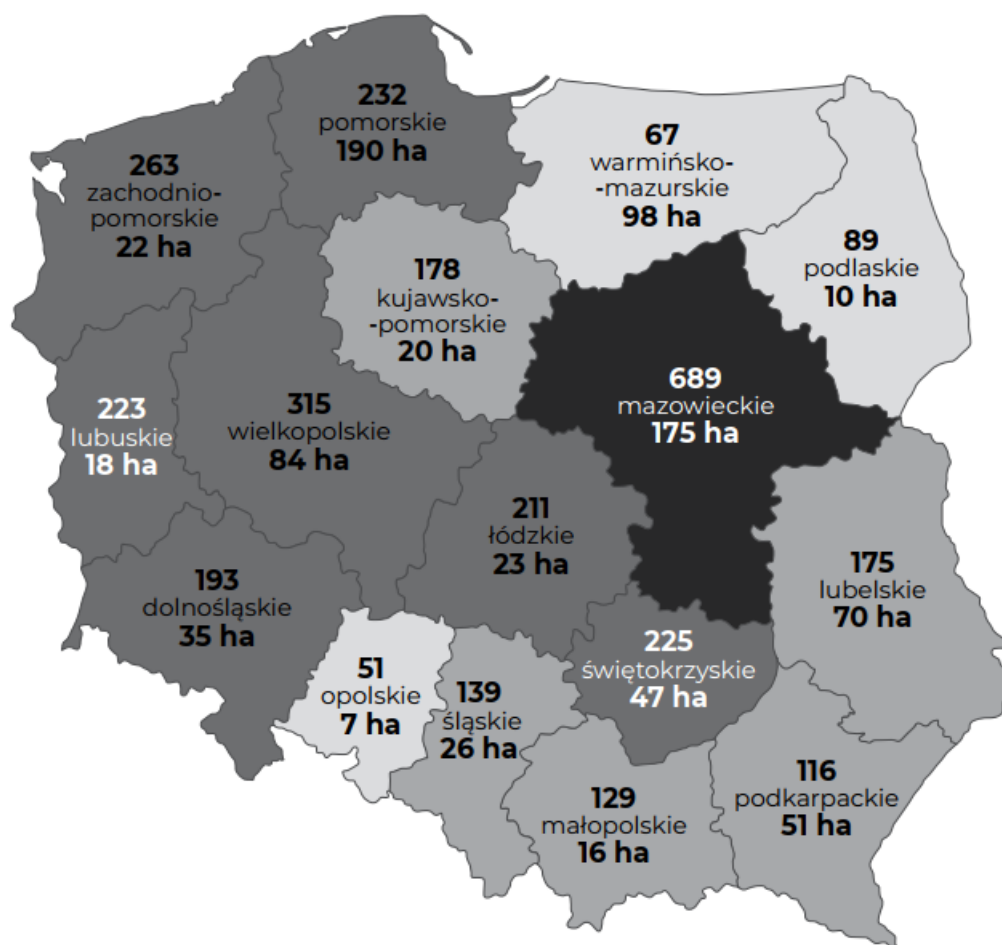 232
pomorskie
190 ha
67
warmińsko-
-mazurskie
98 ha
263
zachodnio-
pomorskie
22 ha
89
podlaskie
10 ha
178
kujawsko-
-pomorskie
20 ha
689
mazowieckie
175 ha
223
lubuskie
18 ha
315
wielkopolskie
84 ha
211
łódzkie
23 ha
175
lubelskie
70 ha
193
dolnośląskie
35 ha
225
świętokrzyskie
47 ha
51
opolskie
7 ha
139
śląskie
26 ha
116
podkarpackie
51 ha
129
małopolskie
16 ha